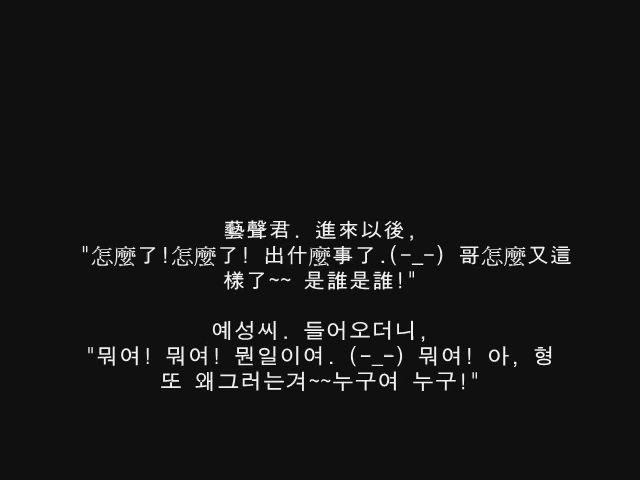 藝聲君. 進來以後,
"怎麼了!怎麼了! 出什麼事了.(-_-) 哥怎麼又這
樣了~~ 是誰是誰!"
예성씨. 들어오더니,
"뭐여! 뭐여! 뭔일이여. (-_-) 뭐여! 아, 형
또 왜그러는겨~~누구여 누구!"